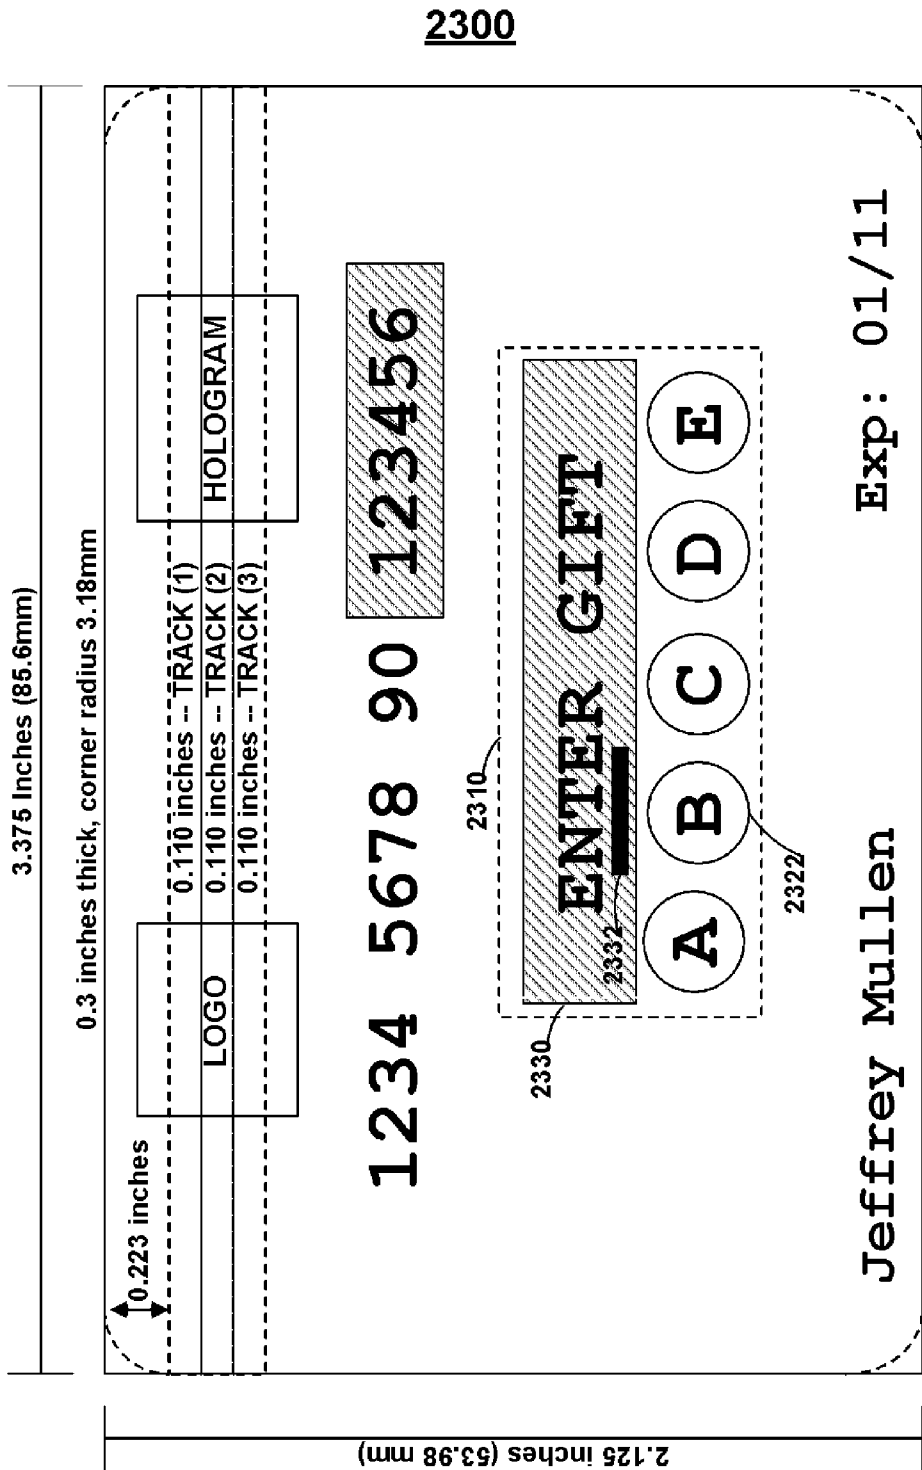 2300
3.375 Inches (85.6mm)
0.3 inches thick, corner radius 3.18mm
0.223 inches
LOGO
HOLOGRAM
0.110 inches -- TRACK (1)
0.110 inches -- TRACK (2)
0.110 inches -- TRACK (3)
1234 5678 90 123456
2310
2330
ENTER GIFT
2332
A B C D E
2322
Jeffrey Mullen Exp: 01/11
2.125 inches (53.98 mm)